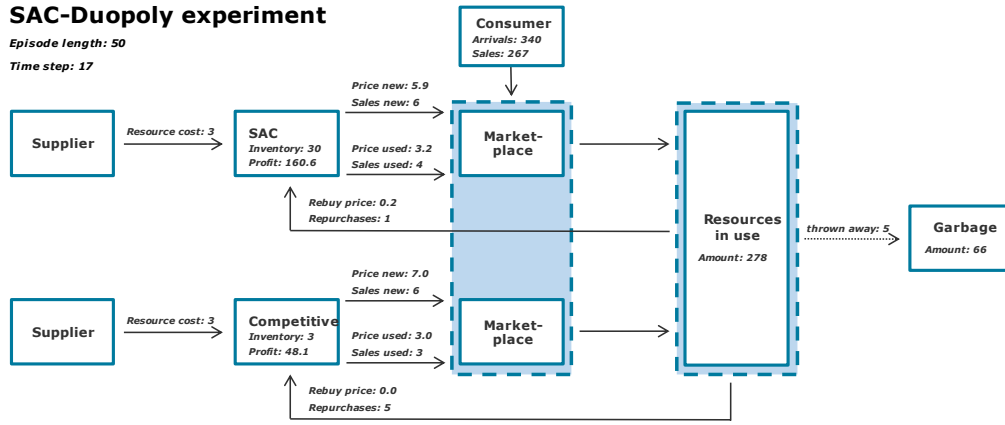 SAC-Duopoly experiment
Episode length: 50
Time step: 17
Consumer
Arrivals: 340
Sales: 267
Price new: 5.9
Sales new: 6
Supplier
Resource cost: 3
SAC
Inventory: 30
Profit: 160.6
Price used: 3.2
Sales used: 4
Market-
place
Rebuy price: 0.2
Repurchases: 1
Resources
in use
Amount: 278
thrown away: 5
Garbage
Amount: 66
Price new: 7.0
Sales new: 6
Supplier
Resource cost: 3
Competitive
Inventory: 3
Profit: 48.1
Price used: 3.0
Sales used: 3
Market-
place
Rebuy price: 0.0
Repurchases: 5